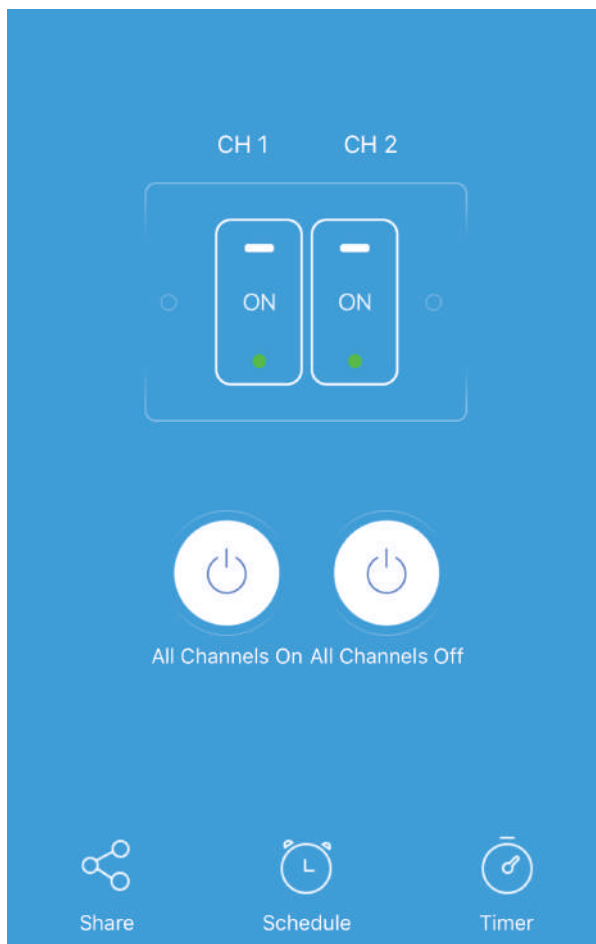 CH 1 CH 2
ON ON
All Channels On All Channels Off
Share Schedule Timer